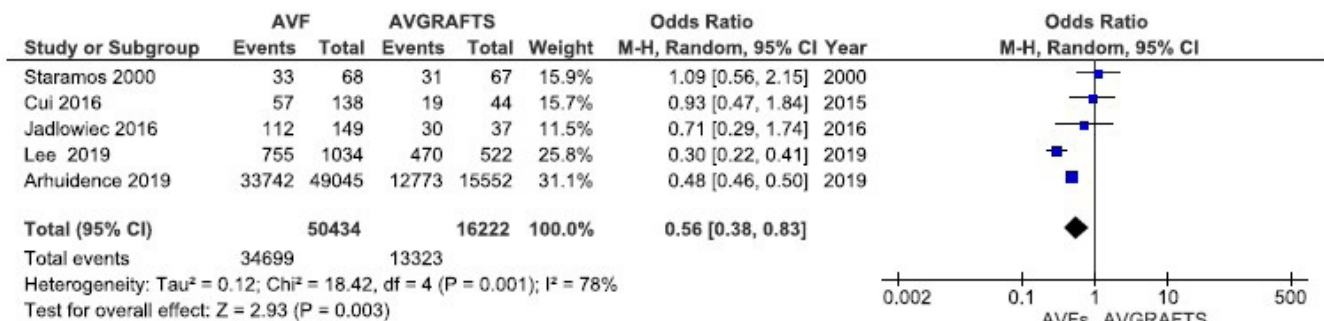 AVF AVGRAFTS Odds Ratio Odds Ratio
Study or Subgroup Events Total Events Total Weight M-H, Random, 95% CI Year M-H, Random, 95% CI
Staramos 2000 33 68 31 67 15.9% 1.09 [0.56, 2.15] 2000
Cui 2016 57 138 19 44 15.7% 0.93 [0.47, 1.84] 2015
Jadlowiec 2016 112 149 30 37 11.5% 0.71 [0.29, 1.74] 2016
Lee 2019 755 1034 470 522 25.8% 0.30 [0.22, 0.41] 2019
Arhuidence 2019 33742 49045 12773 15552 31.1% 0.48 [0.46, 0.50] 2019
Total (95% CI) 50434 16222 100.0% 0.56 [0.38, 0.83]
Total events 34699 13323
Heterogeneity: Tau² = 0.12; Chi² = 18.42, df = 4 (P = 0.001); I² = 78%
Test for overall effect: Z = 2.93 (P = 0.003)
0.002 0.1 1 10 500
AVFs AVGRAFTS